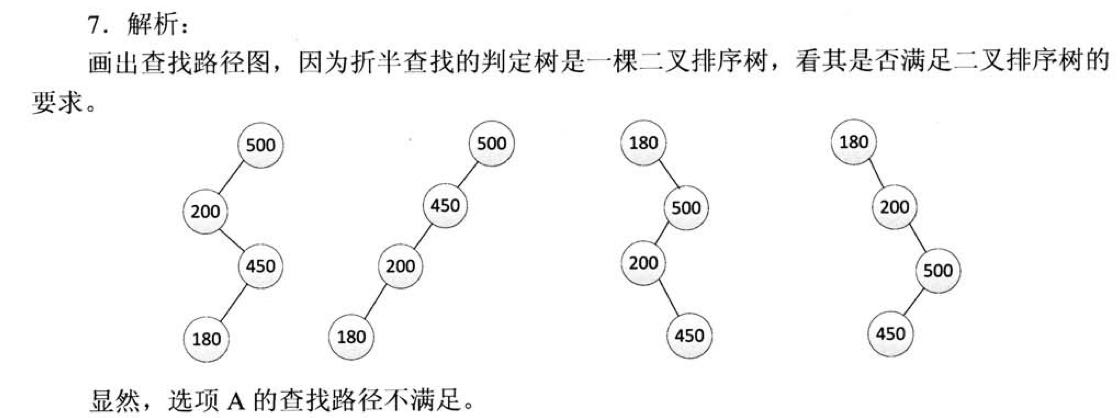 7．解析：
画出查找路径图，因为折半查找的判定树是一棵二叉排序树，看其是否满足二叉排序树的
要求。
500 500 180 180
200 450 500 200
450 200 200 500
180 180 450 450
显然，选项 A 的查找路径不满足。